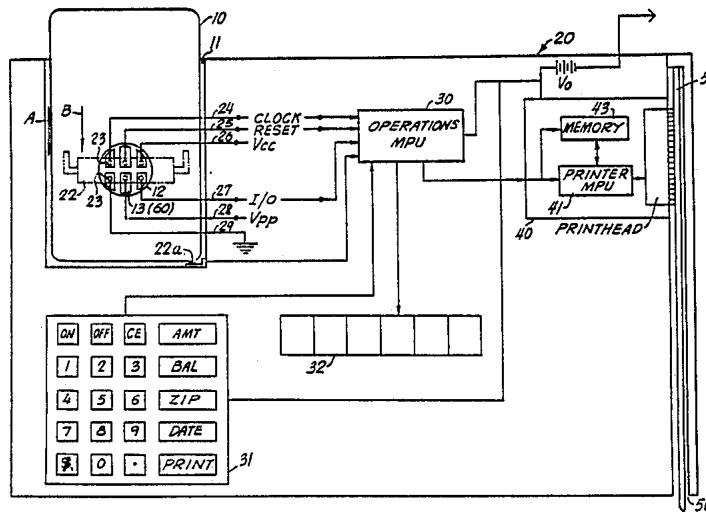 10
11
20
A
B
24
CLOCK
30
V0
5
23
25
RESET
OPERATIONS
MPU
43
MEMORY
26
Vcc
PRINTER
MPU
22
23
12
27
I/O
41
13 (60)
28
Vpp
40
PRINTHEAD
22a
29
ON OFF CE AMT
1 2 3 BAL
32
4 5 6 ZIP
7 8 9 DATE
0 . PRINT
31
50